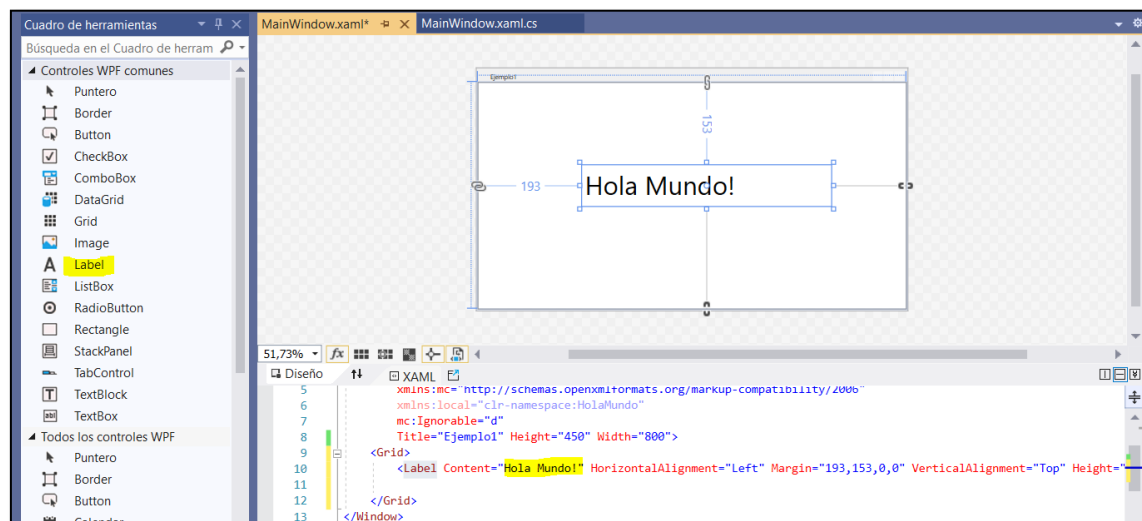 Cuadro de herramientas
Búsqueda en el Cuadro de herram
Controles WPF comunes
Puntero
Border
Button
CheckBox
ComboBox
DataGrid
Grid
Image
Label
ListBox
RadioButton
Rectangle
StackPanel
TabControl
TextBlock
TextBox
Todos los controles WPF
Puntero
Border
Button
MainWindow.xaml*
MainWindow.xaml.cs
Ejemplo1
153
193
Hola Mundo!
51,73%
fx
Diseño
XAML
5 xmlns:mc="http://schemas.openxmlformats.org/markup-compatibility/2006"
6 xmlns:local="clr-namespace:HolaMundo"
7 mc:Ignorable="d"
8 Title="Ejemplo1" Height="450" Width="800">
9 <Grid>
10 <Label Content="Hola Mundo!" HorizontalAlignment="Left" Margin="193,153,0,0" VerticalAlignment="Top" Height="
11
12 </Grid>
13 </Window>